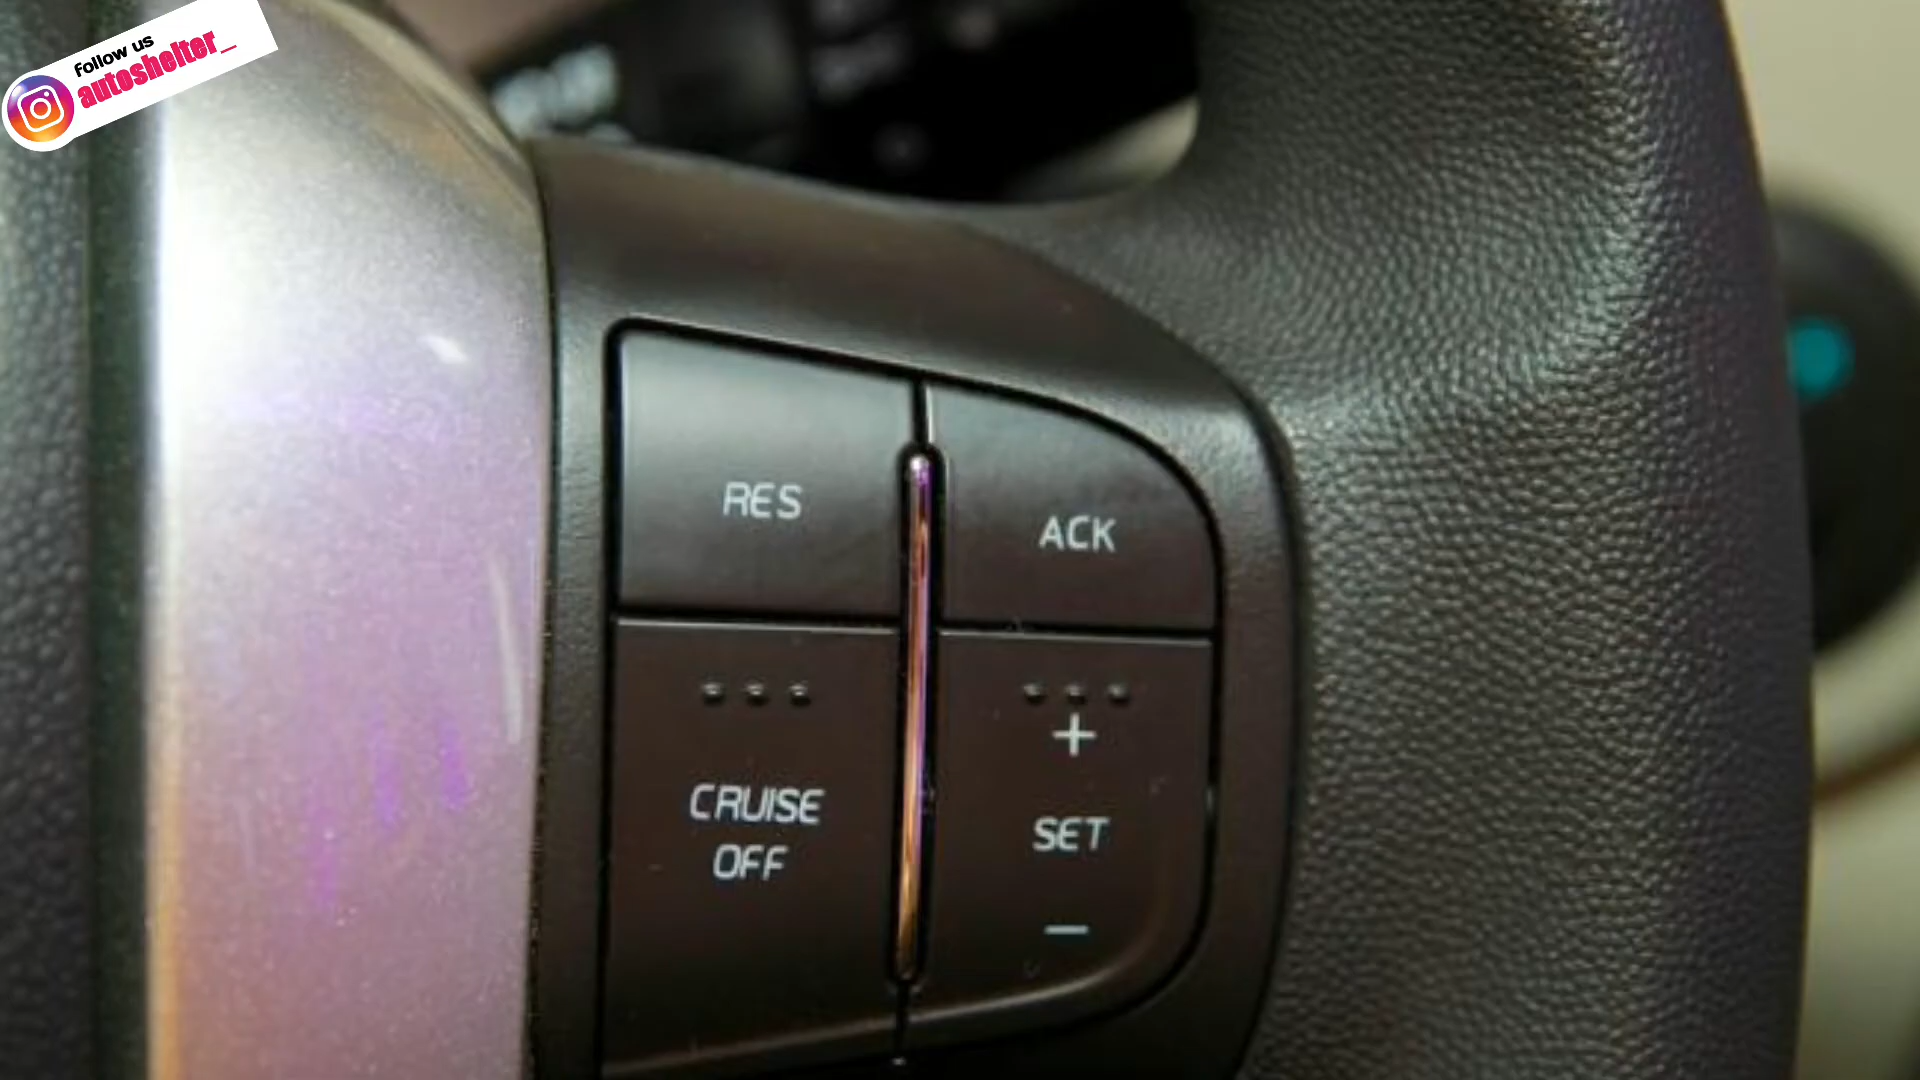 Follow us
autoshelter_
RES
ACK
+
CRUISE
OFF
SET
−